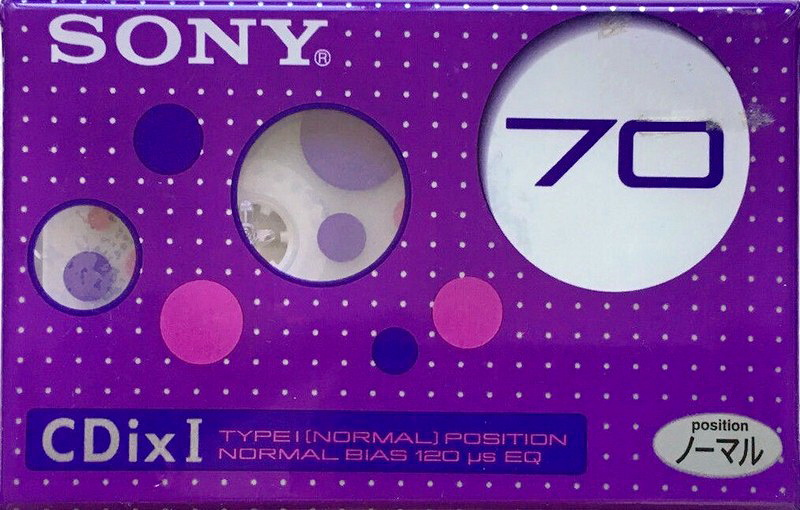 SONY®
70
CDixI
TYPE I (NORMAL) POSITION
NORMAL BIAS 120 µs EQ
position
ノーマル